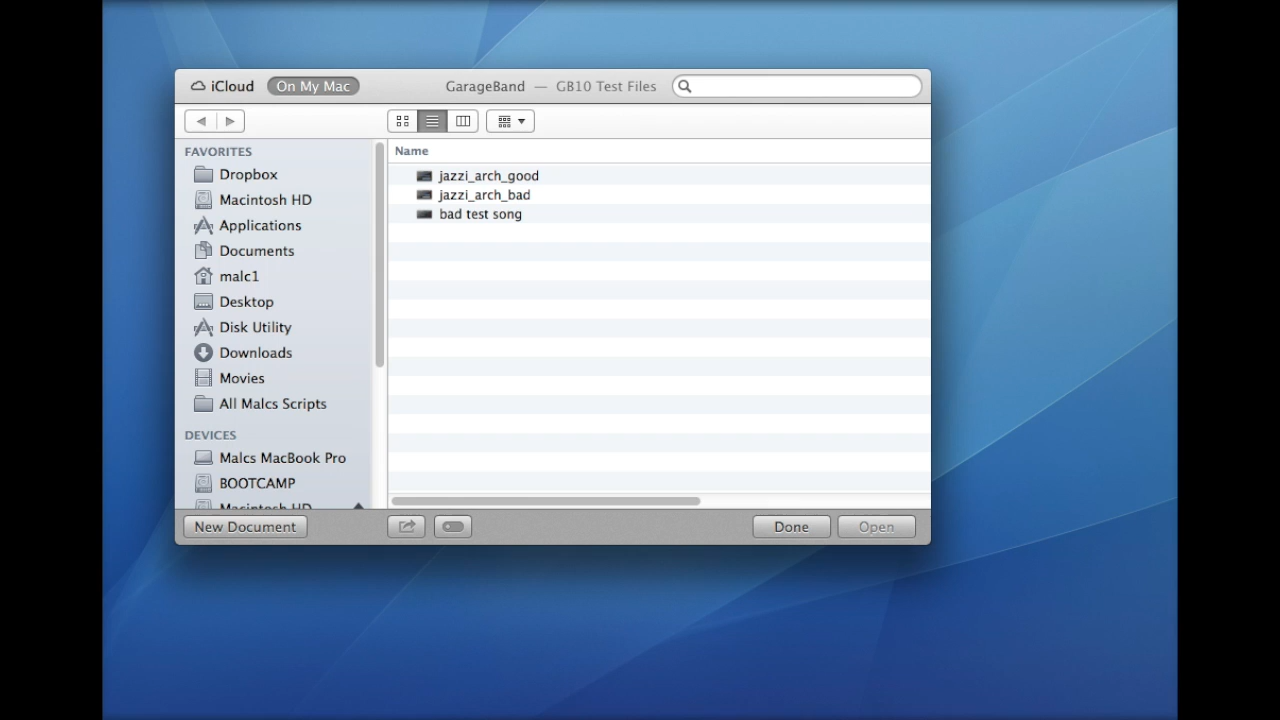 iCloud On My Mac GarageBand — GB10 Test Files
FAVORITES
Dropbox
Macintosh HD
Applications
Documents
malc1
Desktop
Disk Utility
Downloads
Movies
All Malcs Scripts
DEVICES
Malcs MacBook Pro
BOOTCAMP
Macintosh HD
Name
jazzi_arch_good
jazzi_arch_bad
bad test song
New Document Done Open